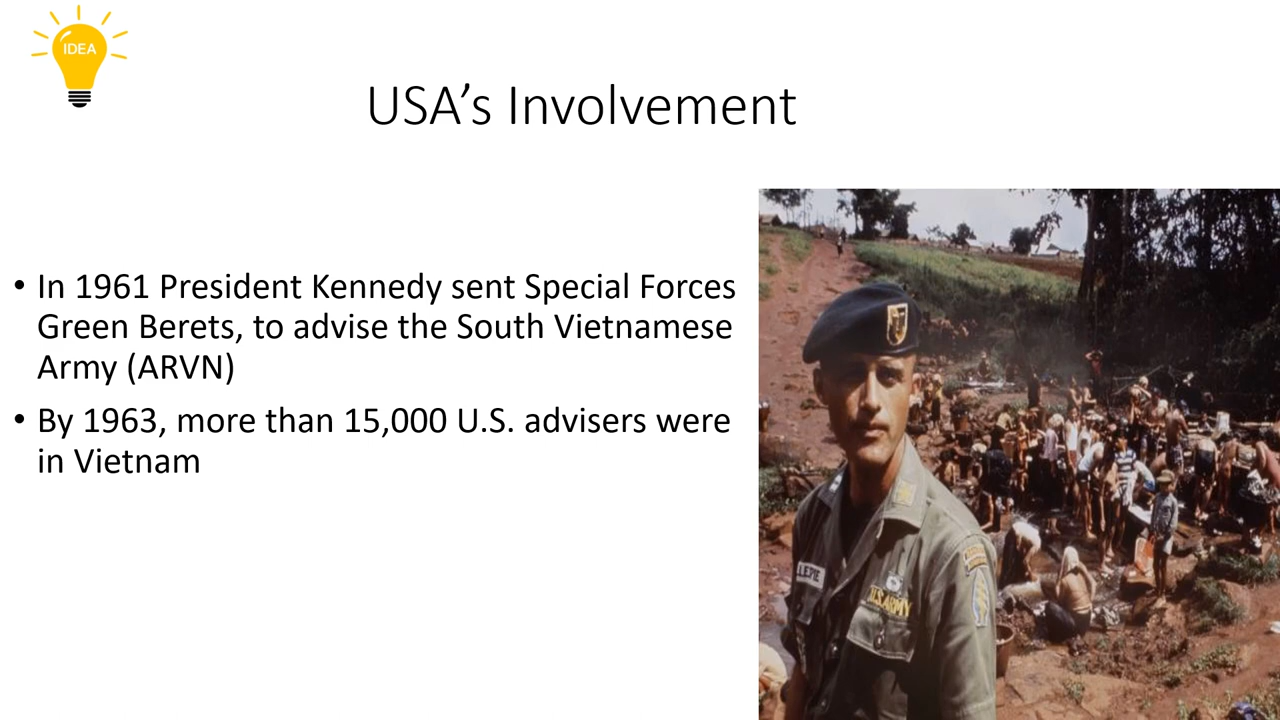 IDEA
USA’s Involvement
• In 1961 President Kennedy sent Special Forces
Green Berets, to advise the South Vietnamese
Army (ARVN)
• By 1963, more than 15,000 U.S. advisers were
in Vietnam
U.S. ARMY